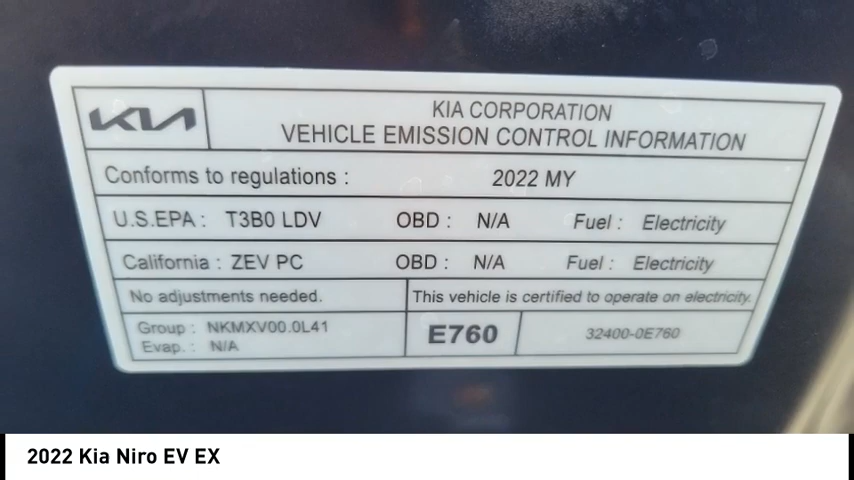 KIA
KIA CORPORATION
VEHICLE EMISSION CONTROL INFORMATION
Conforms to regulations : 2022 MY
U.S.EPA : T3B0 LDV OBD : N/A Fuel : Electricity
California : ZEV PC OBD : N/A Fuel : Electricity
No adjustments needed. This vehicle is certified to operate on electricity.
Group : NKMXV00.0L41
Evap. : N/A
E760
32400-0E760
2022 Kia Niro EV EX